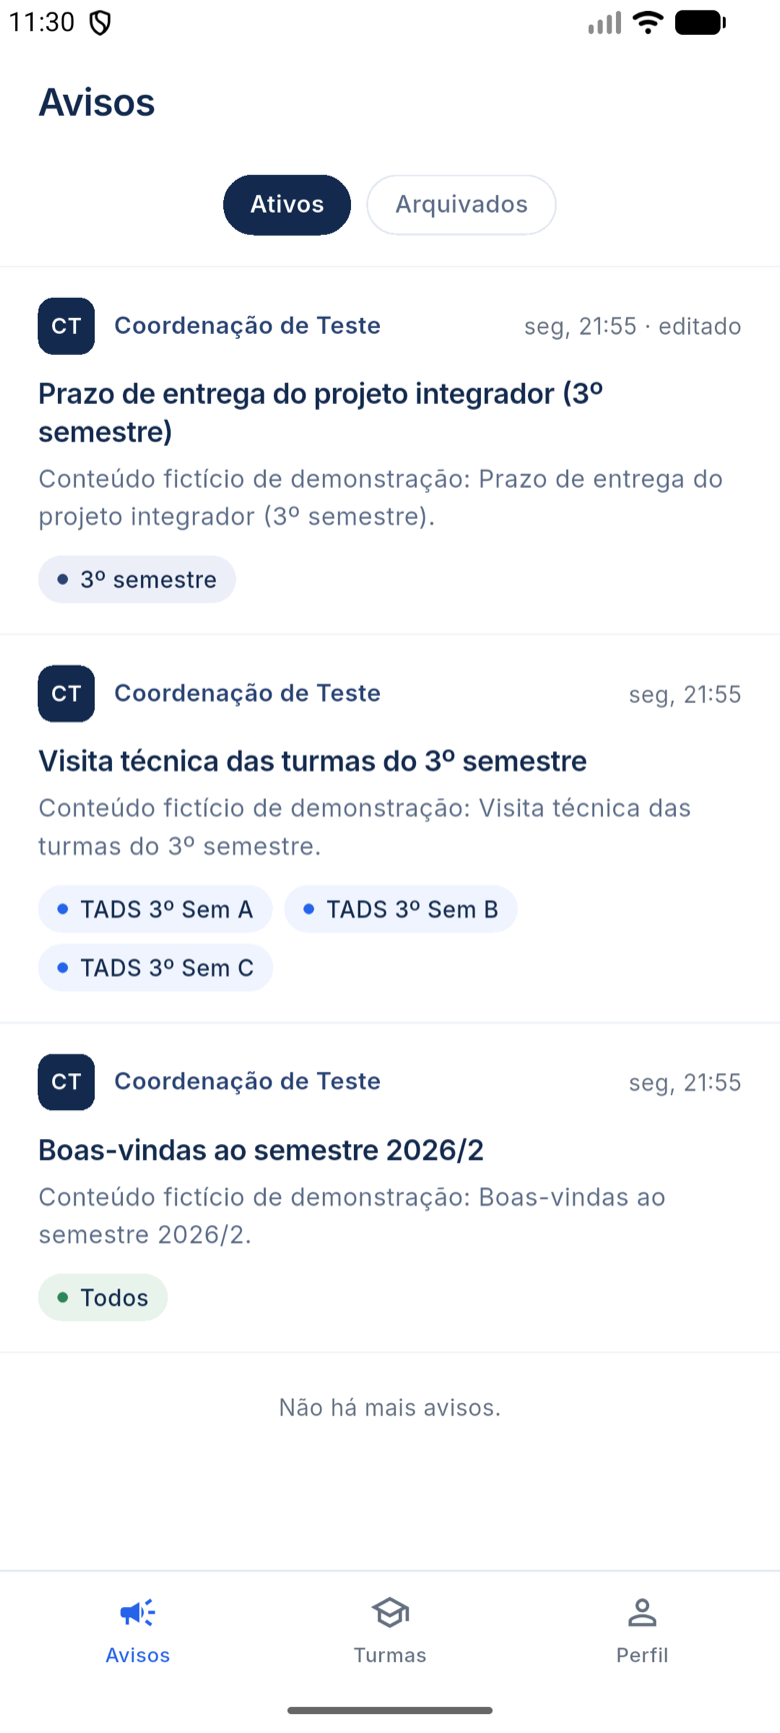 11:30
Avisos
Ativos
Arquivados
CT
Coordenação de Teste
seg, 21:55 · editado
Prazo de entrega do projeto integrador (3º
semestre)
Conteúdo fictício de demonstração: Prazo de entrega do
projeto integrador (3º semestre).
3º semestre
CT
Coordenação de Teste
seg, 21:55
Visita técnica das turmas do 3º semestre
Conteúdo fictício de demonstração: Visita técnica das
turmas do 3º semestre.
TADS 3º Sem A
TADS 3º Sem B
TADS 3º Sem C
CT
Coordenação de Teste
seg, 21:55
Boas-vindas ao semestre 2026/2
Conteúdo fictício de demonstração: Boas-vindas ao
semestre 2026/2.
Todos
Não há mais avisos.
Avisos
Turmas
Perfil